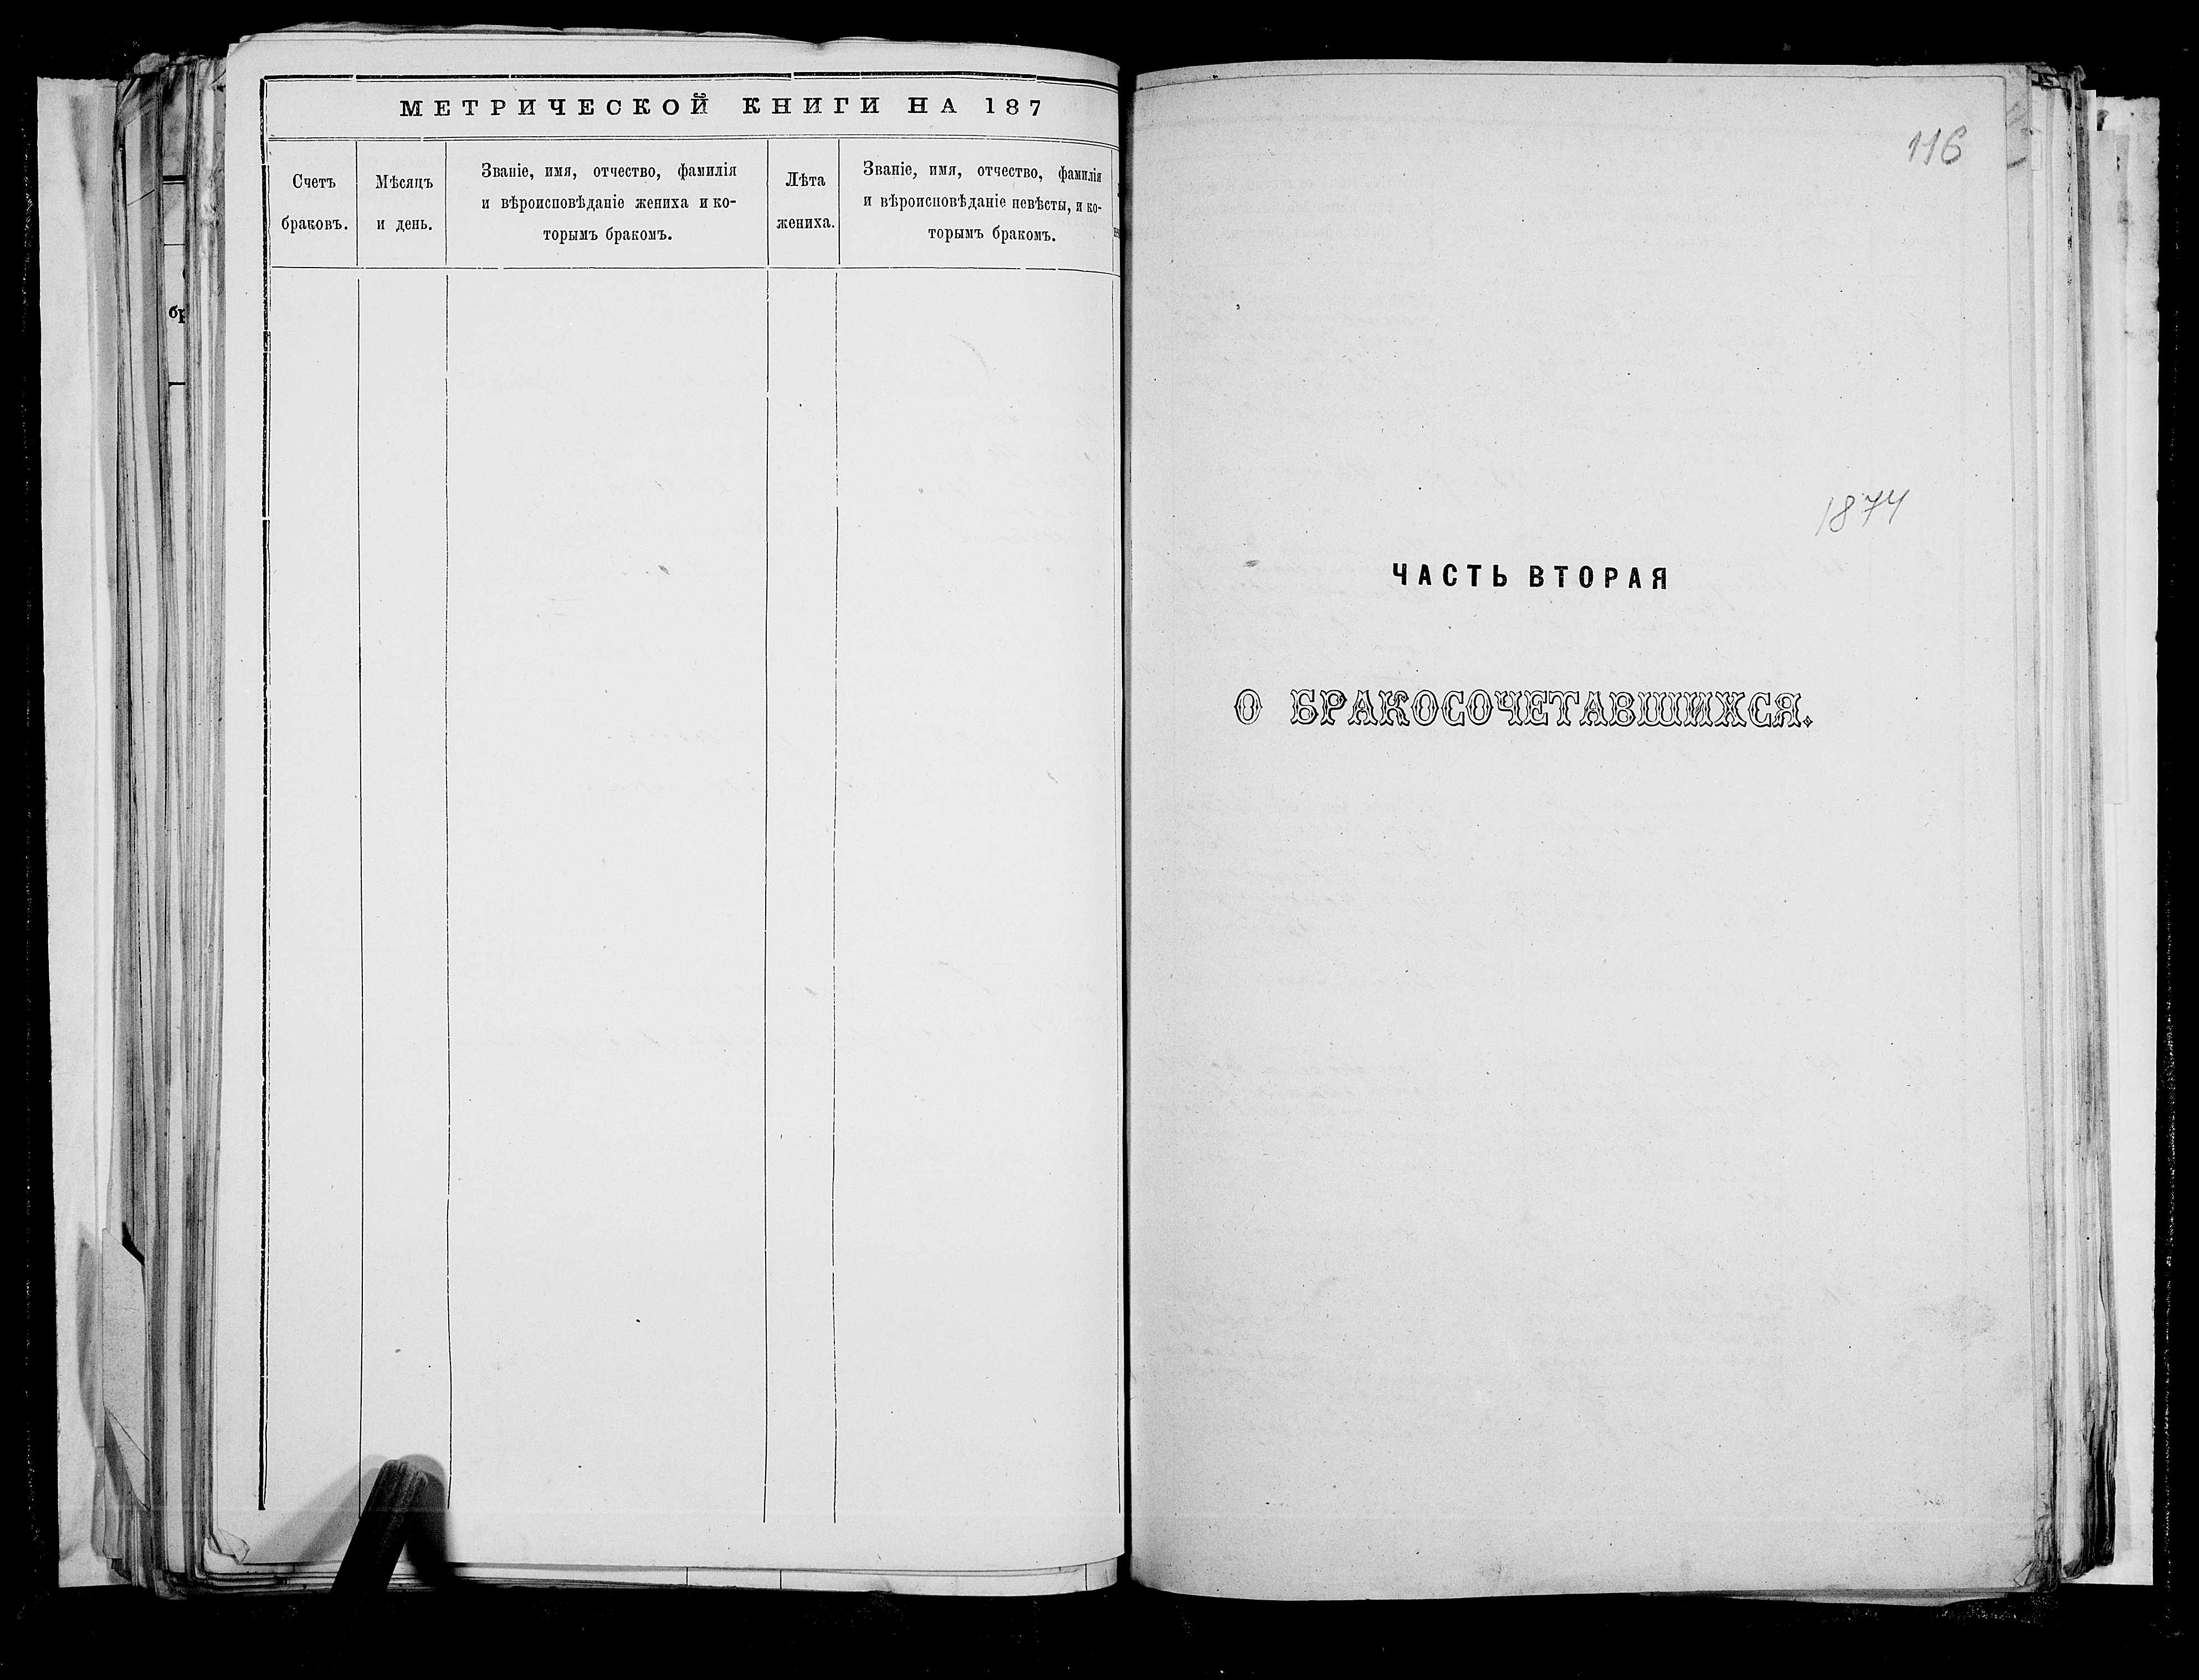 МЕТРИЧЕСКОЙ КНИГИ НА 187
Счетъ
браковъ.
Мѣсяцъ
и день.
Званіе, имя, отчество, фамилія
и вѣроисповѣданіе жениха и ко-
торымъ бракомъ.
Лѣта
жениха.
Званіе, имя, отчество, фамилія
и вѣроисповѣданіе невѣсты, и ко-
торымъ бракомъ.
116
1874
ЧАСТЬ ВТОРАЯ
О БРАКОСОЧЕТАВШИХСЯ.